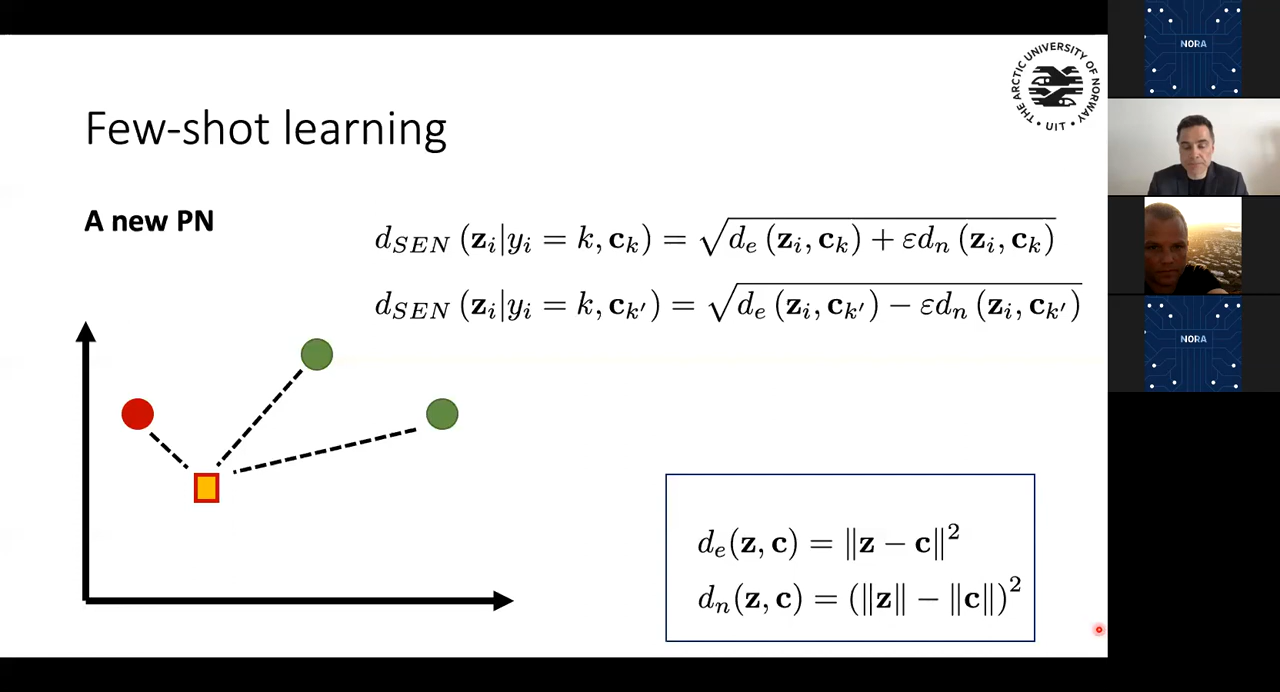 THE ARCTIC UNIVERSITY OF NORWAY
• UIT •
Few-shot learning
A new PN
d_{SEN} (z_i|y_i = k, c_k) = √(d_e (z_i, c_k) + εd_n (z_i, c_k))
d_{SEN} (z_i|y_i = k, c_{k'}) = √(d_e (z_i, c_{k'}) − εd_n (z_i, c_{k'}))
d_e(z, c) = ‖z − c‖²
d_n(z, c) = (‖z‖ − ‖c‖)²
NORA
NORA